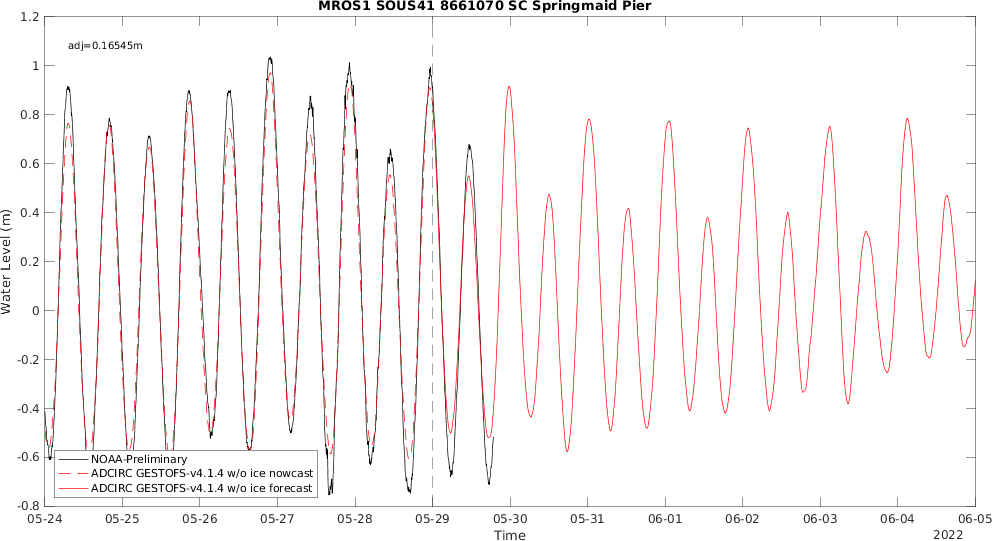 MROS1 SOUS41 8661070 SC Springmaid Pier
adj=0.16545m
1.2
1
0.8
0.6
0.4
0.2
0
-0.2
-0.4
-0.6
-0.8
Water Level (m)
NOAA-Preliminary
ADCIRC GESTOFS-v4.1.4 w/o ice nowcast
ADCIRC GESTOFS-v4.1.4 w/o ice forecast
05-24 05-25 05-26 05-27 05-28 05-29 05-30 05-31 06-01 06-02 06-03 06-04 06-05
Time
2022